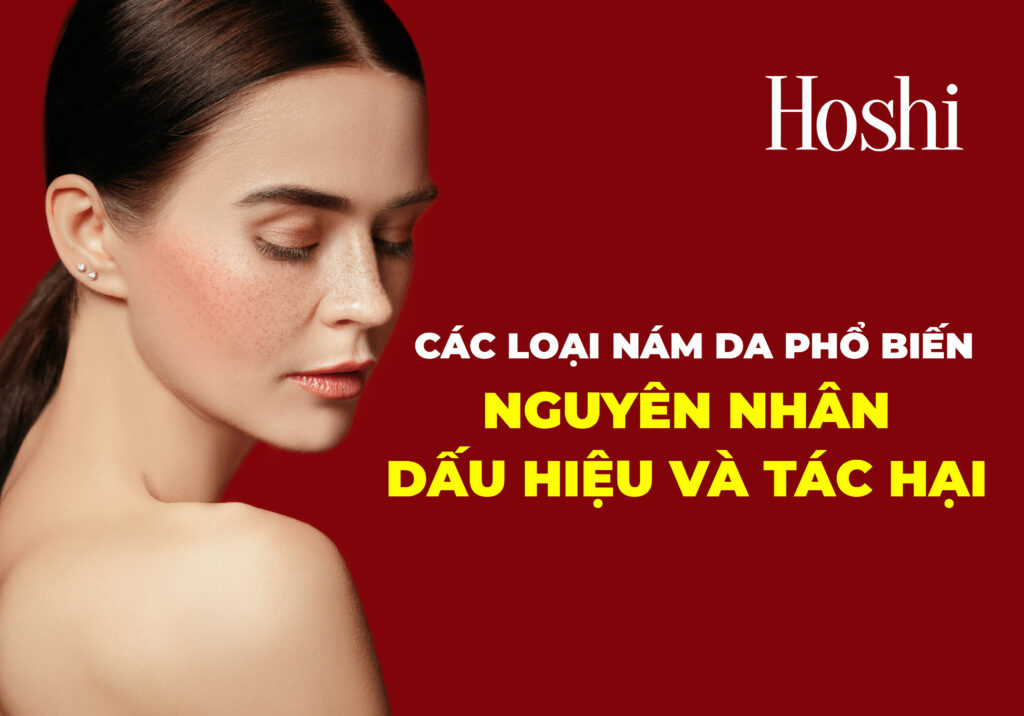 Hoshi
CÁC LOẠI NÁM DA PHỔ BIẾN
NGUYÊN NHÂN
DẤU HIỆU VÀ TÁC HẠI